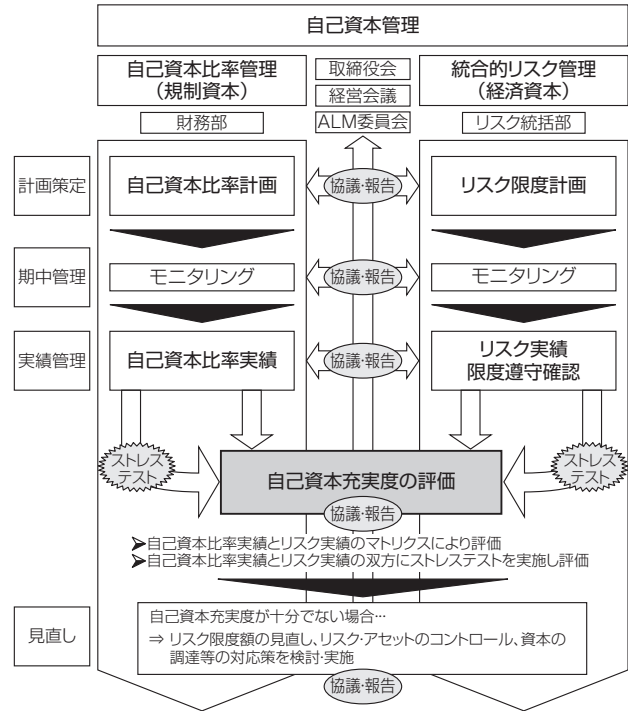 自己資本管理
自己資本比率管理
（規制資本）
取締役会
経営会議
ALM委員会
統合的リスク管理
（経済資本）
財務部
リスク統括部
計画策定
自己資本比率計画
協議・報告
リスク限度計画
期中管理
モニタリング
協議・報告
モニタリング
実績管理
自己資本比率実績
協議・報告
リスク実績
限度遵守確認
ストレス
テスト
自己資本充実度の評価
ストレス
テスト
協議・報告
➤自己資本比率実績とリスク実績のマトリクスにより評価
➤自己資本比率実績とリスク実績の双方にストレステストを実施し評価
見直し
自己資本充実度が十分でない場合…
⇒ リスク限度額の見直し、リスク・アセットのコントロール、資本の
調達等の対応策を検討・実施
協議・報告